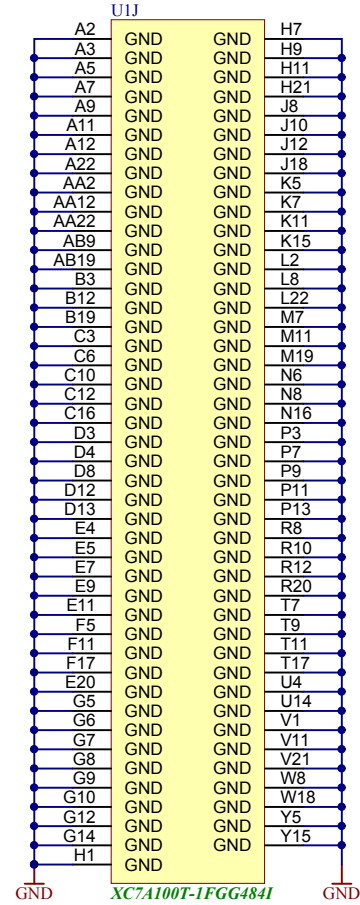 U1J
A2 GND GND H7
A3 GND GND H9
A5 GND GND H11
A7 GND GND H21
A9 GND GND J8
A11 GND GND J10
A12 GND GND J12
A22 GND GND J18
AA2 GND GND K5
AA12 GND GND K7
AA22 GND GND K11
AB9 GND GND K15
AB19 GND GND L2
B3 GND GND L8
B12 GND GND L22
B19 GND GND M7
C3 GND GND M11
C6 GND GND M19
C10 GND GND N6
C12 GND GND N8
C16 GND GND N16
D3 GND GND P3
D4 GND GND P7
D8 GND GND P9
D12 GND GND P11
D13 GND GND P13
E4 GND GND R8
E5 GND GND R10
E7 GND GND R12
E9 GND GND R20
E11 GND GND T7
F5 GND GND T9
F11 GND GND T11
F17 GND GND T17
E20 GND GND U4
G5 GND GND U14
G6 GND GND V1
G7 GND GND V11
G8 GND GND V21
G9 GND GND W8
G10 GND GND W18
G12 GND GND Y5
G14 GND GND Y15
H1 GND
GND XC7A100T-1FGG484I GND